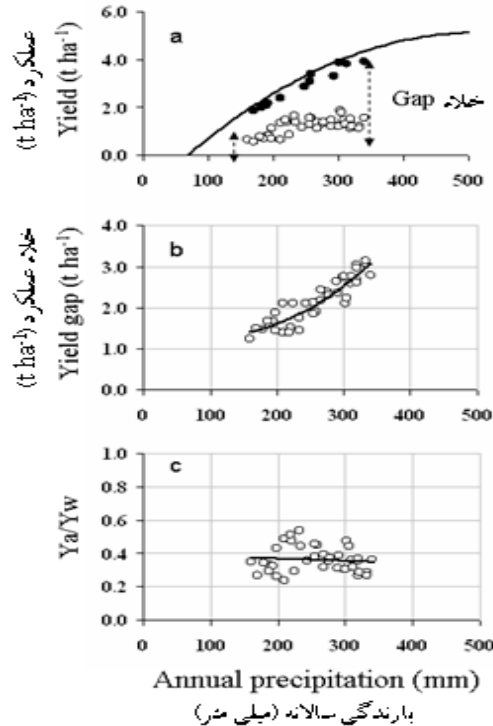 a
6.0
4.0
2.0
0.0
عملکرد (t ha⁻¹)
Yield (t ha⁻¹)
Gap خلاء
0 100 200 300 400 500
b
4.0
3.0
2.0
1.0
0.0
خلاء عملکرد (t ha⁻¹)
Yield gap (t ha⁻¹)
0 100 200 300 400 500
c
1.0
0.8
0.6
0.4
0.2
0.0
Ya/Yw
0 100 200 300 400 500
Annual precipitation (mm)
بارندگی سالانه (میلی متر)